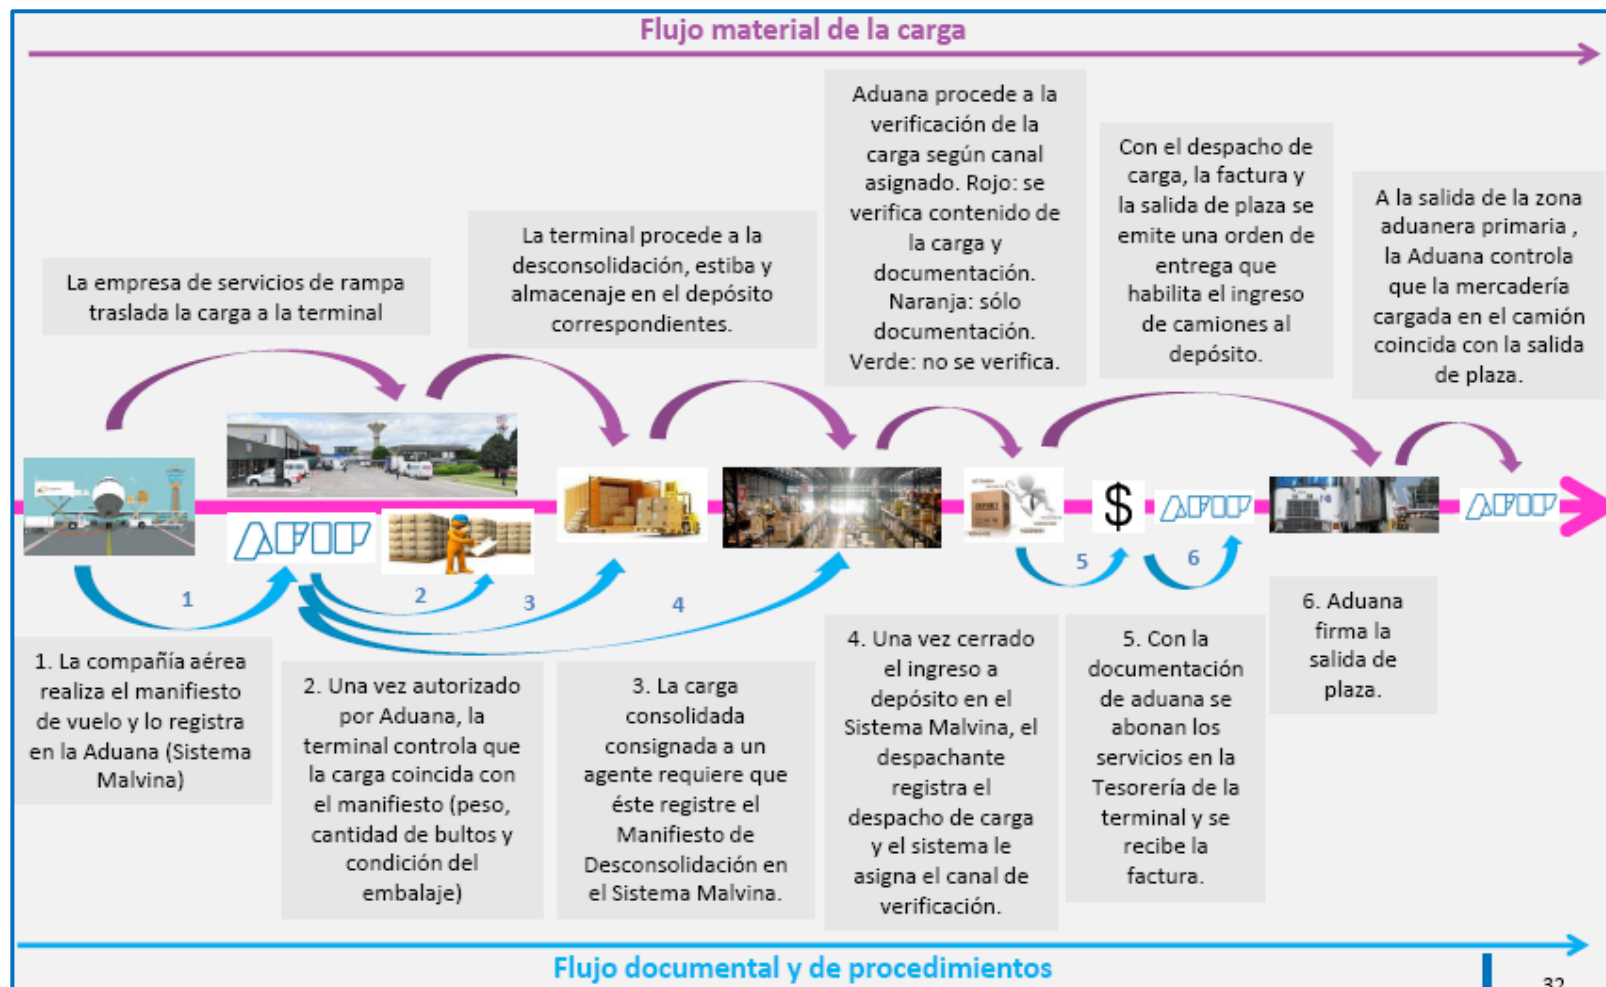 Flujo material de la carga
La empresa de servicios de rampa
traslada la carga a la terminal
La terminal procede a la
desconsolidación, estiba y
almacenaje en el depósito
correspondientes.
Aduana procede a la
verificación de la
carga según canal
asignado. Rojo: se
verifica contenido de
la carga y
documentación.
Naranja: sólo
documentación.
Verde: no se verifica.
Con el despacho de
carga, la factura y
la salida de plaza se
emite una orden de
entrega que
habilita el ingreso
de camiones al
depósito.
A la salida de la zona
aduanera primaria ,
la Aduana controla
que la mercadería
cargada en el camión
coincida con la salida
de plaza.
AFIP
$
AFIP
AFIP
1
2
3
4
5
6
1. La compañía aérea
realiza el manifiesto
de vuelo y lo registra
en la Aduana (Sistema
Malvina)
2. Una vez autorizado
por Aduana, la
terminal controla que
la carga coincida con
el manifiesto (peso,
cantidad de bultos y
condición del
embalaje)
3. La carga
consolidada
consignada a un
agente requiere que
éste registre el
Manifiesto de
Desconsolidación en
el Sistema Malvina.
4. Una vez cerrado
el ingreso a
depósito en el
Sistema Malvina, el
despachante
registra el
despacho de carga
y el sistema le
asigna el canal de
verificación.
5. Con la
documentación
de aduana se
abonan los
servicios en la
Tesorería de la
terminal y se
recibe la
factura.
6. Aduana
firma la
salida de
plaza.
Flujo documental y de procedimientos
32